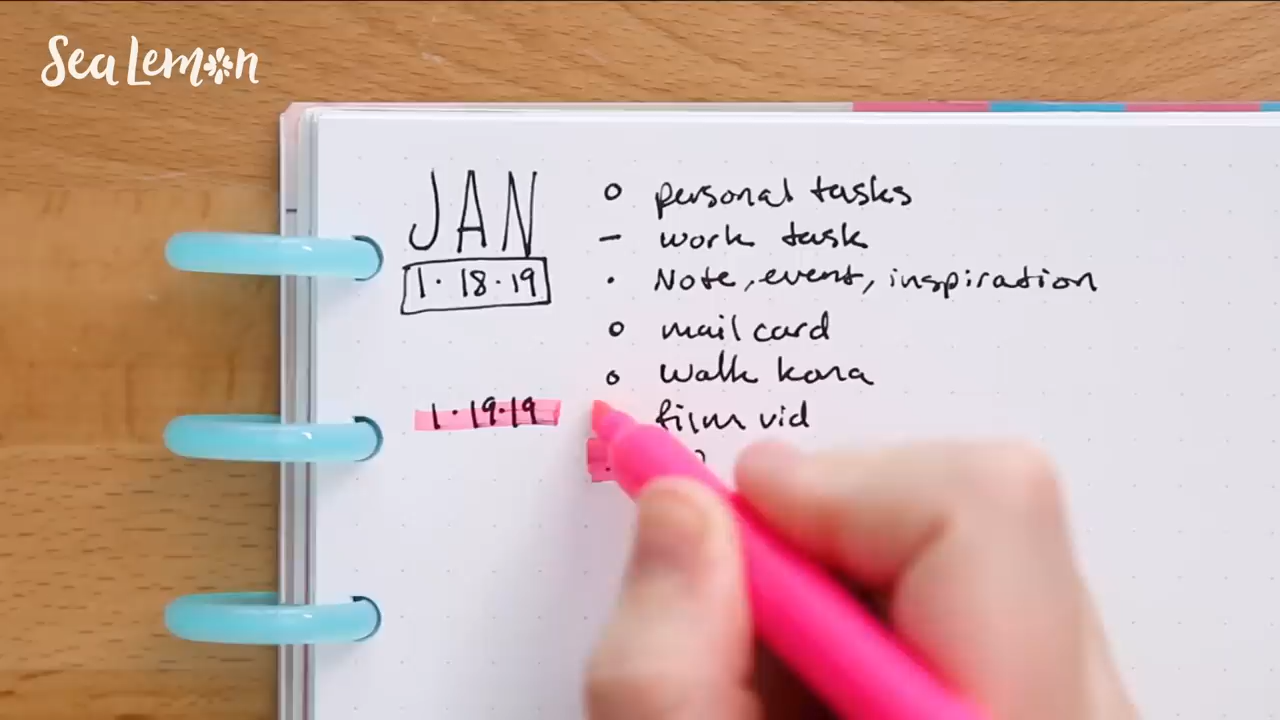 Sea Lemon
JAN
1.18.19
o personal tasks
– work task
· Note, event, inspiration
o mail card
o walk kona
1.19.19
film vid